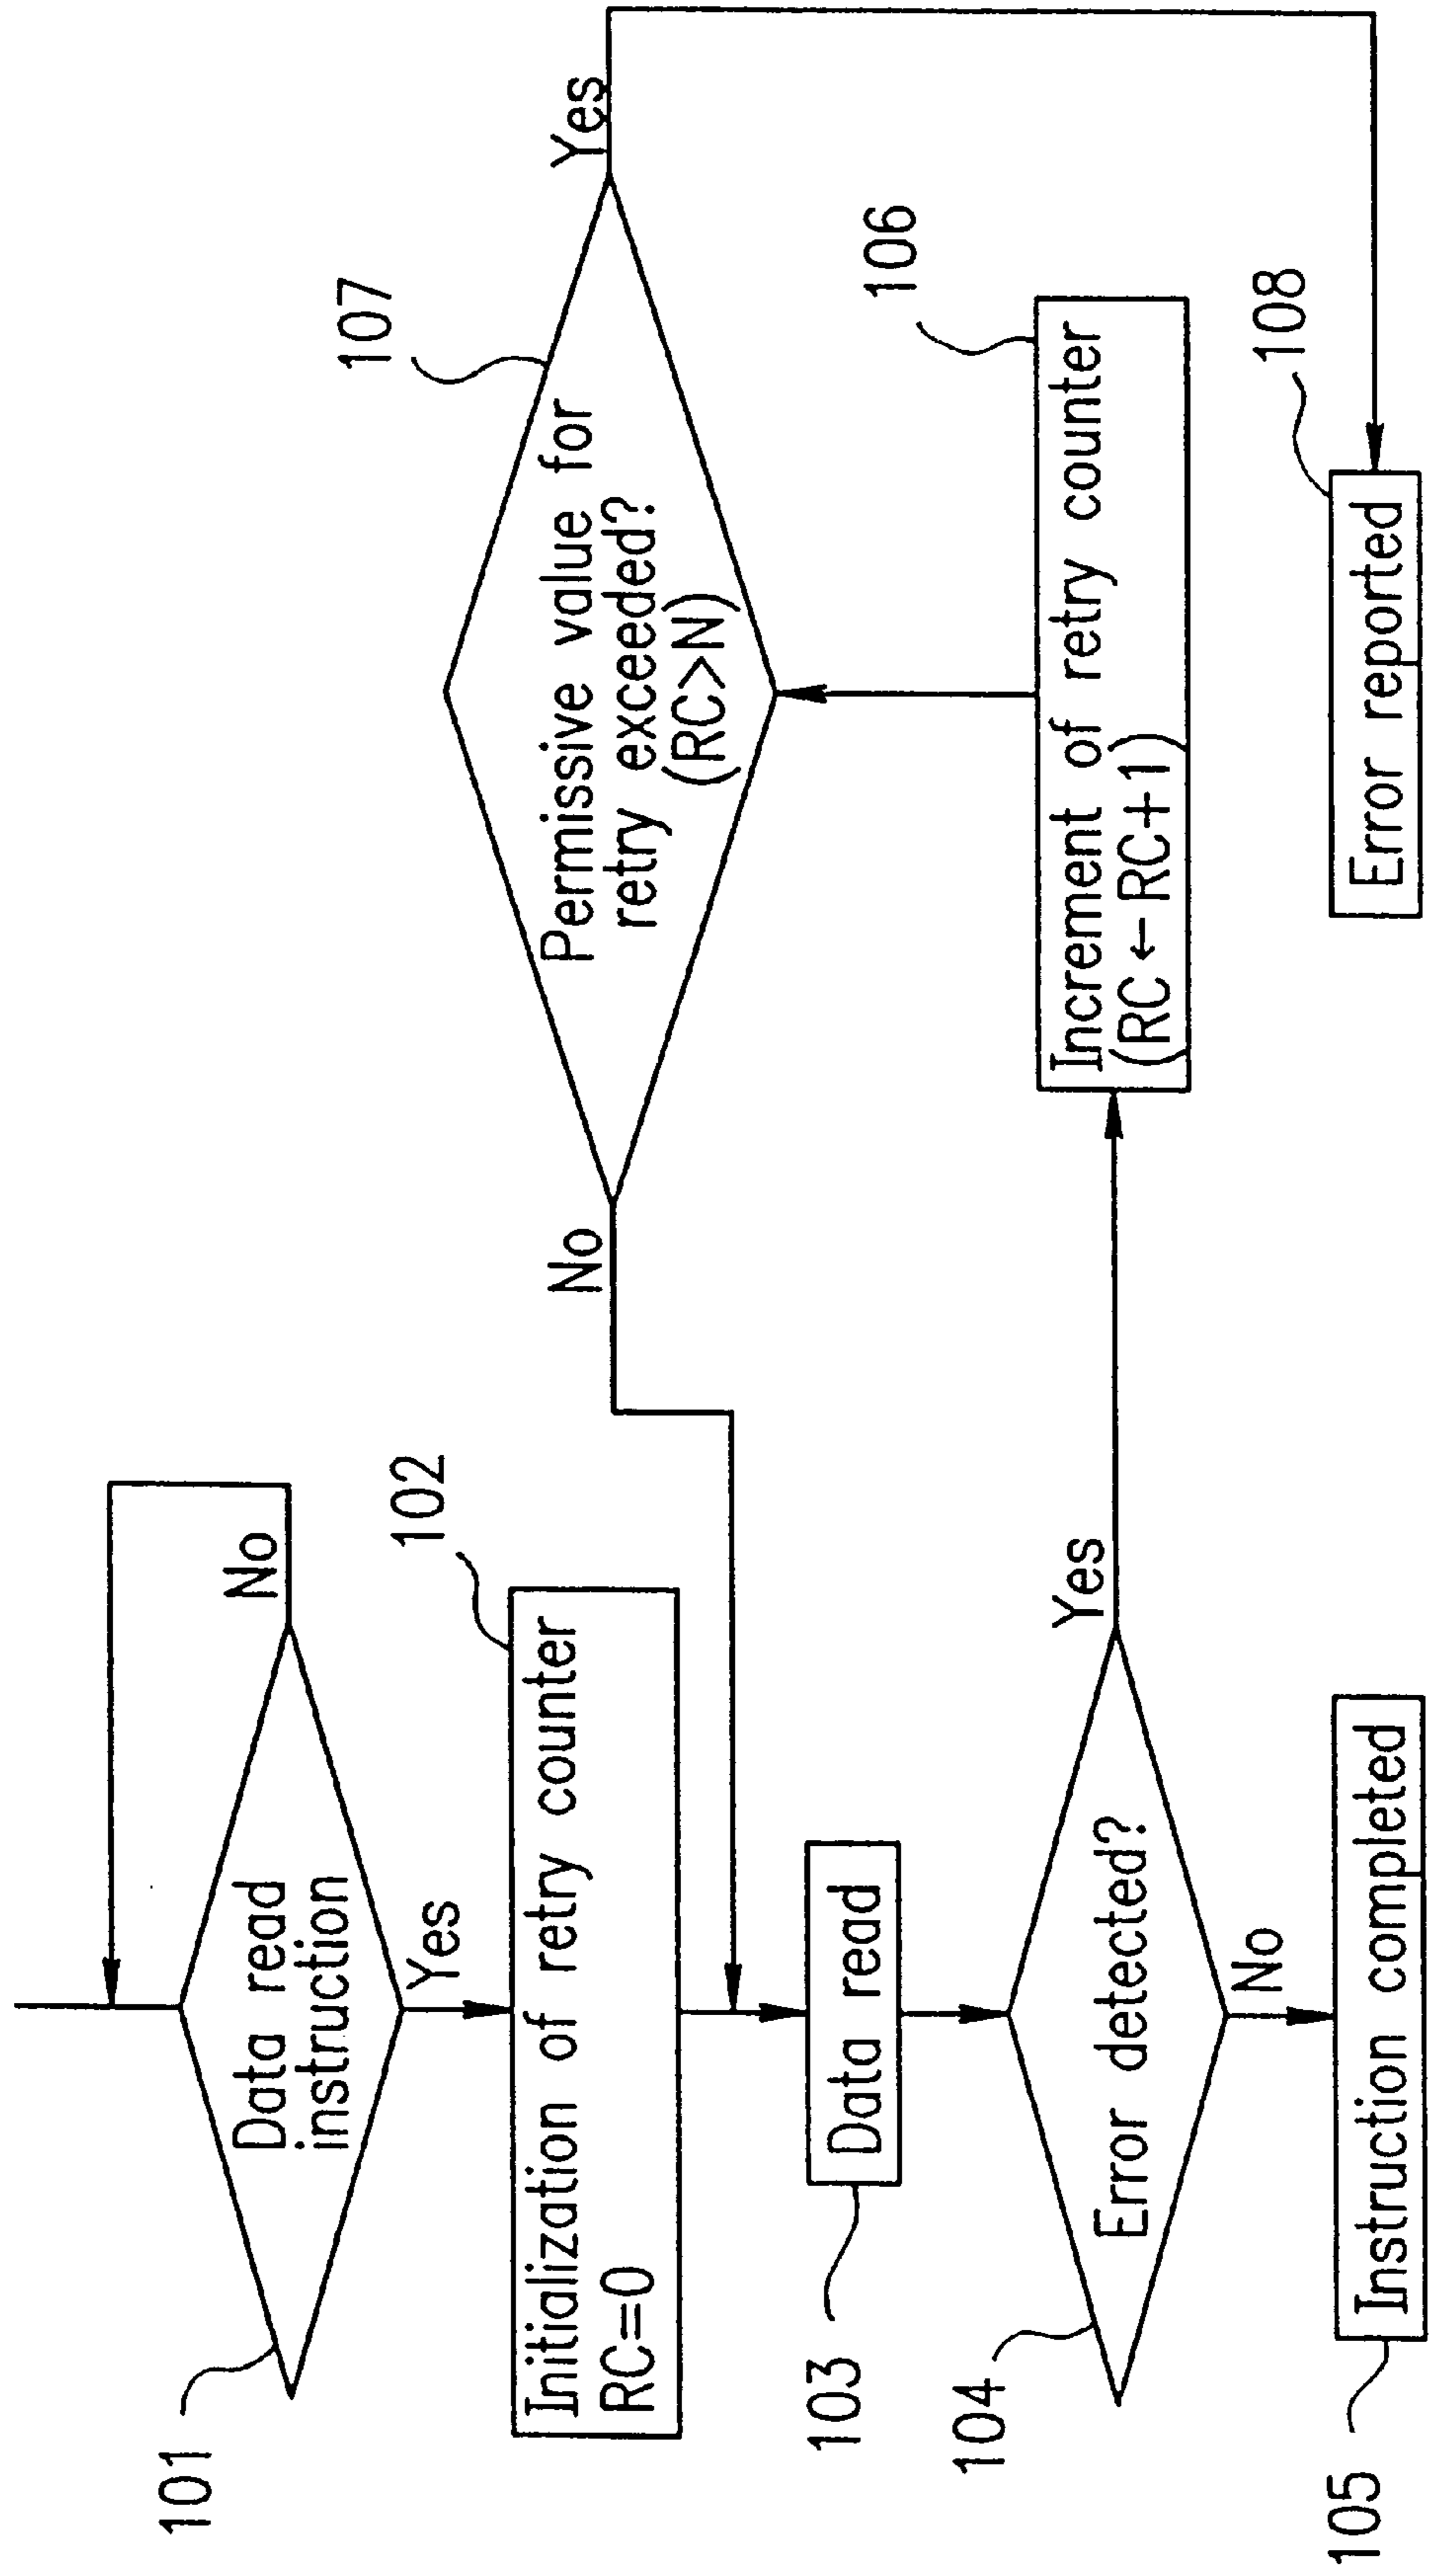 101
Data read
instruction
No
Yes
102
Initialization of retry counter
RC=0
103
Data read
104
Error detected?
Yes
No
105
Instruction completed
106
Increment of retry counter
(RC←RC+1)
107
Permissive value for
retry exceeded?
(RC>N)
No
Yes
108
Error reported